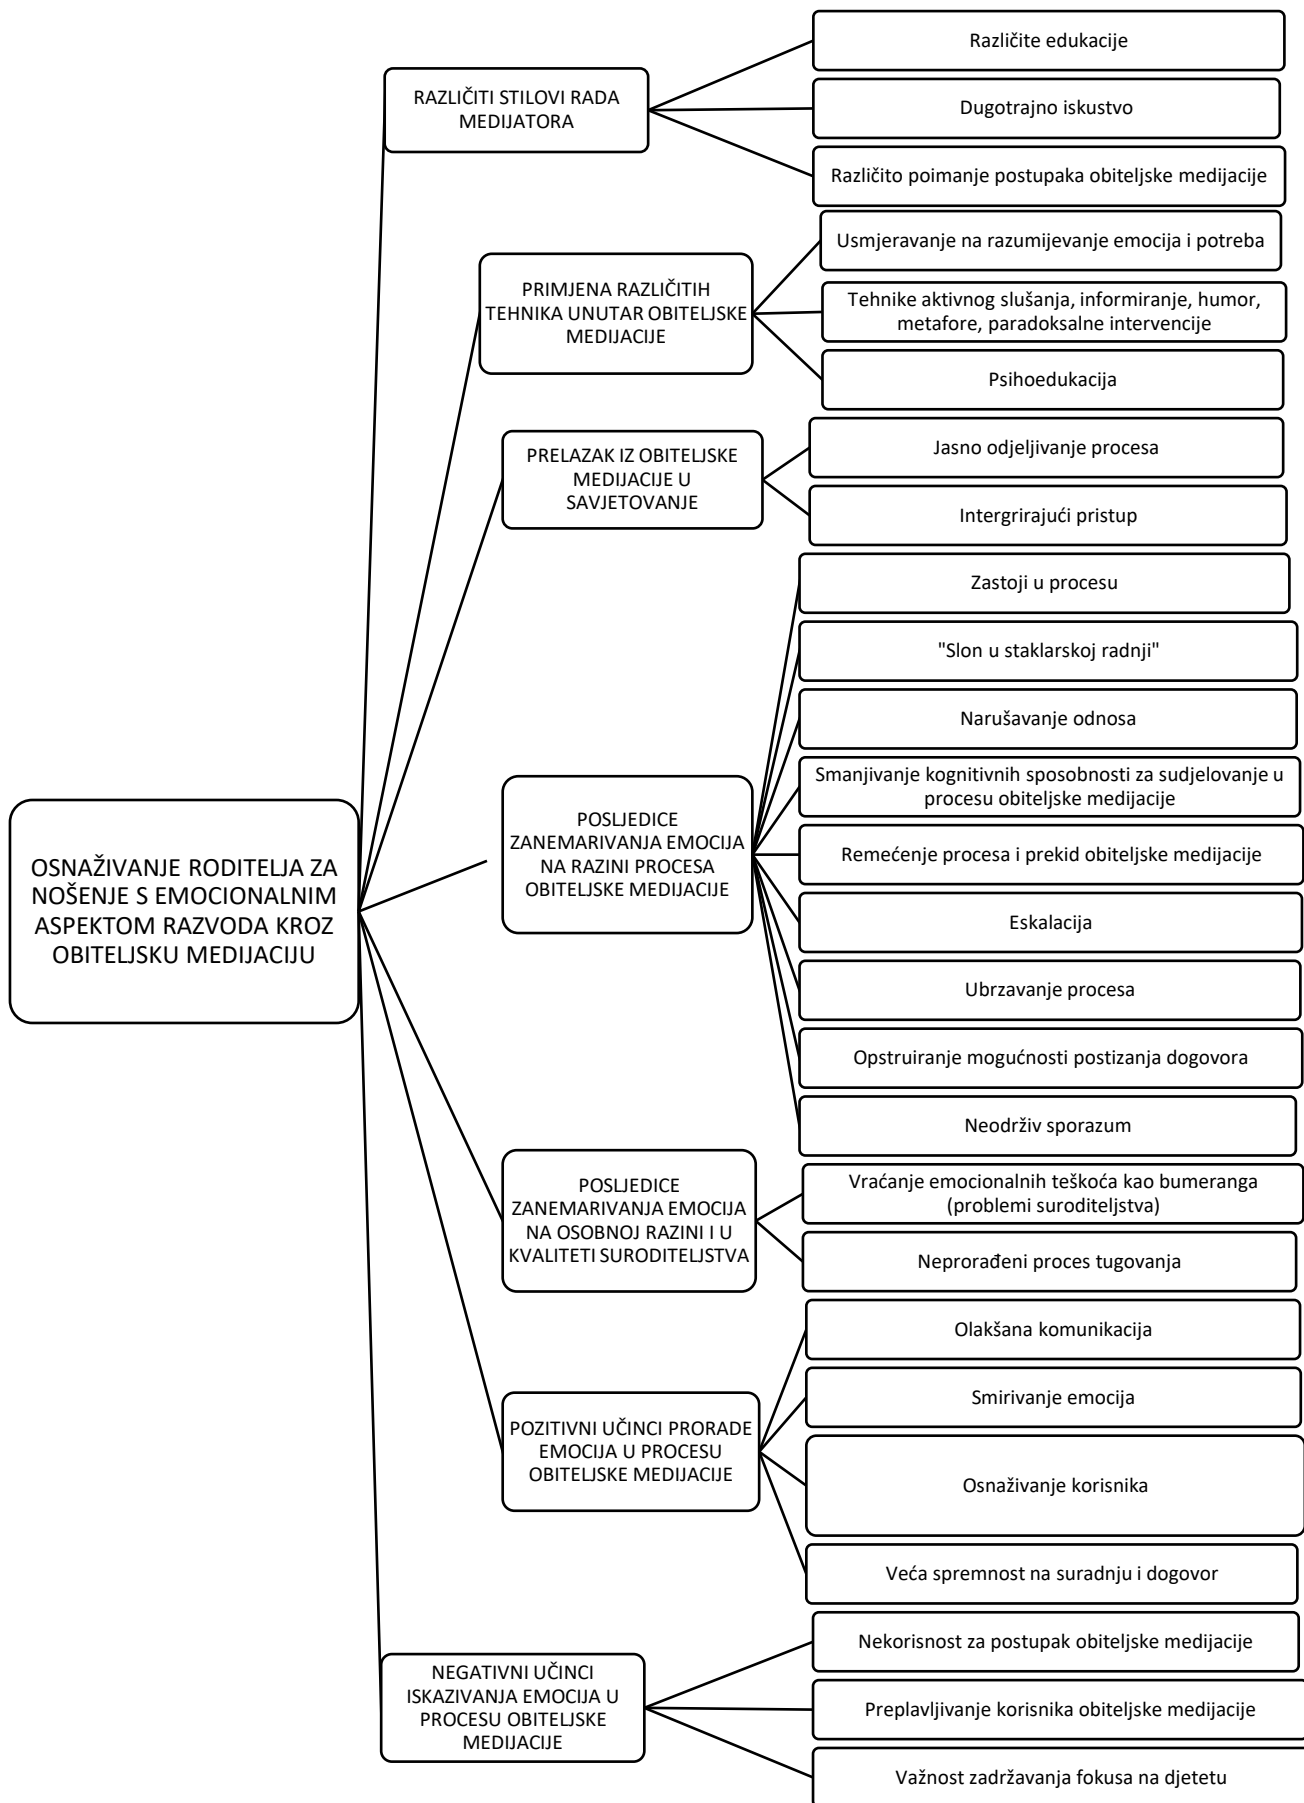 OSNAŽIVANJE RODITELJA ZA
NOŠENJE S EMOCIONALNIM
ASPEKTOM RAZVODA KROZ
OBITELJSKU MEDIJACIJU
RAZLIČITI STILOVI RADA
MEDIJATORA
Različite edukacije
Dugotrajno iskustvo
Različito poimanje postupaka obiteljske medijacije
PRIMJENA RAZLIČITIH
TEHNIKA UNUTAR OBITELJSKE
MEDIJACIJE
Usmjeravanje na razumijevanje emocija i potreba
Tehnike aktivnog slušanja, informiranje, humor,
metafore, paradoksalne intervencije
Psihoedukacija
PRELAZAK IZ OBITELJSKE
MEDIJACIJE U
SAVJETOVANJE
Jasno odjeljivanje procesa
Intergrirajući pristup
POSLJEDICE
ZANEMARIVANJA EMOCIJA
NA RAZINI PROCESA
OBITELJSKE MEDIJACIJE
Zastoji u procesu
"Slon u staklarskoj radnji"
Narušavanje odnosa
Smanjivanje kognitivnih sposobnosti za sudjelovanje u
procesu obiteljske medijacije
Remećenje procesa i prekid obiteljske medijacije
Eskalacija
Ubrzavanje procesa
Opstruiranje mogućnosti postizanja dogovora
Neodrživ sporazum
POSLJEDICE
ZANEMARIVANJA EMOCIJA
NA OSOBNOJ RAZINI I U
KVALITETI SURODITELJSTVA
Vraćanje emocionalnih teškoća kao bumeranga
(problemi suroditeljstva)
Neprorađeni proces tugovanja
POZITIVNI UČINCI PRORADE
EMOCIJA U PROCESU
OBITELJSKE MEDIJACIJE
Olakšana komunikacija
Smirivanje emocija
Osnaživanje korisnika
Veća spremnost na suradnju i dogovor
NEGATIVNI UČINCI
ISKAZIVANJA EMOCIJA U
PROCESU OBITELJSKE
MEDIJACIJE
Nekorisnost za postupak obiteljske medijacije
Preplavljivanje korisnika obiteljske medijacije
Važnost zadržavanja fokusa na djetetu